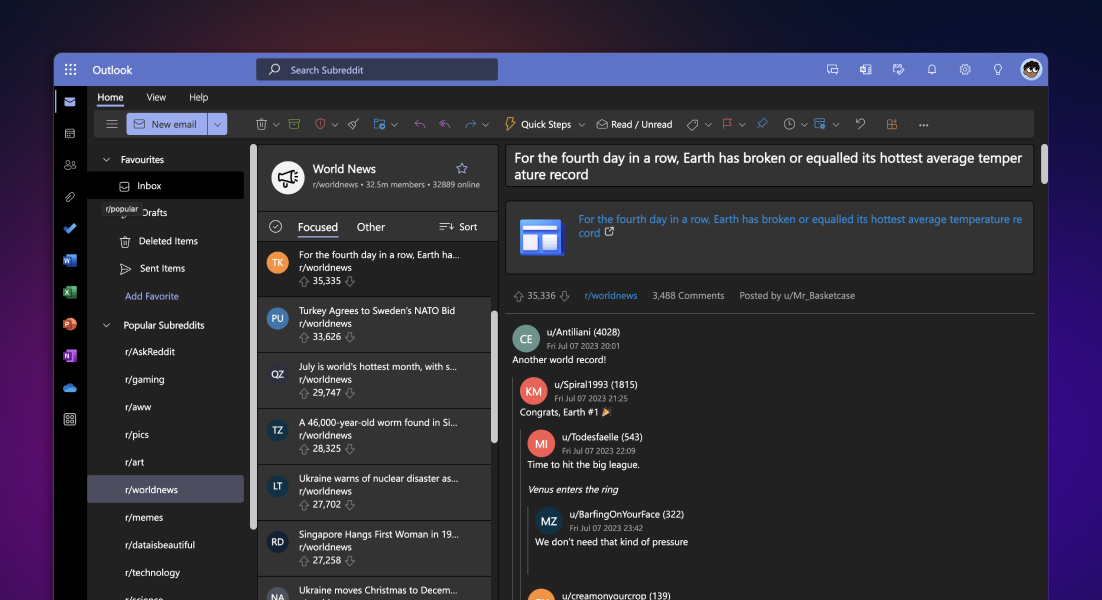 Outlook
Search Subreddit
Home View Help
New email
Quick Steps
Read / Unread
Favourites
Inbox
r/popular
Drafts
Deleted Items
Sent Items
Add Favorite
Popular Subreddits
r/AskReddit
r/gaming
r/aww
r/pics
r/art
r/worldnews
r/memes
r/dataisbeautiful
r/technology
r/science
World News
r/worldnews • 32.5m members • 32889 online
Focused Other Sort
TK
For the fourth day in a row, Earth ha...
r/worldnews
35,335
PU
Turkey Agrees to Sweden's NATO Bid
r/worldnews
33,626
QZ
July is world's hottest month, with s...
r/worldnews
29,747
TZ
A 46,000-year-old worm found in Si...
r/worldnews
28,325
LT
Ukraine warns of nuclear disaster as...
r/worldnews
27,702
RD
Singapore Hangs First Woman in 19...
r/worldnews
27,258
NA
Ukraine moves Christmas to Decem...
For the fourth day in a row, Earth has broken or equalled its hottest average temper
ature record
For the fourth day in a row, Earth has broken or equalled its hottest average temperature re
cord
35,336 r/worldnews 3,488 Comments Posted by u/Mr_Basketcase
CE
u/Antiliani (4028)
Fri Jul 07 2023 20:01
Another world record!
KM
u/Spiral1993 (1815)
Fri Jul 07 2023 21:25
Congrats, Earth #1 🎉
MI
u/Todesfaelle (543)
Fri Jul 07 2023 22:09
Time to hit the big league.
Venus enters the ring
MZ
u/BarfingOnYourFace (322)
Fri Jul 07 2023 23:42
We don't need that kind of pressure
u/creamonyourcrop (139)